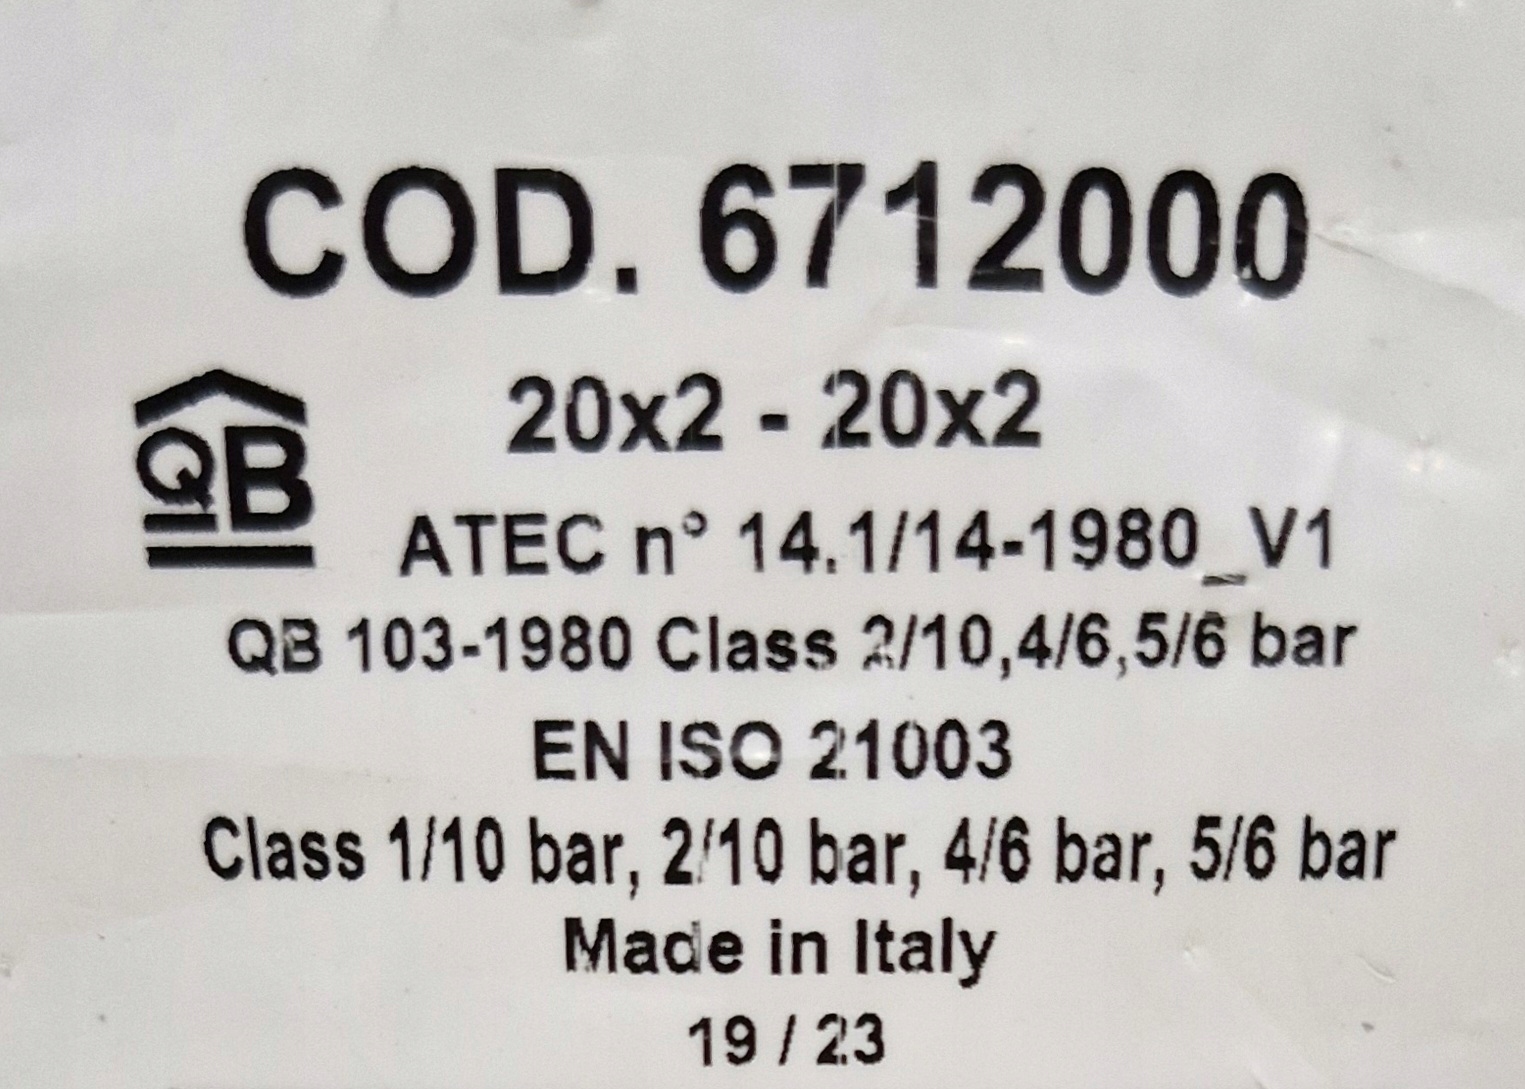 COD. 6712000
20x2 - 20x2
QB
ATEC n° 14.1/14-1980_V1
QB 103-1980 Class 2/10,4/6,5/6 bar
EN ISO 21003
Class 1/10 bar, 2/10 bar, 4/6 bar, 5/6 bar
Made in Italy
19 / 23